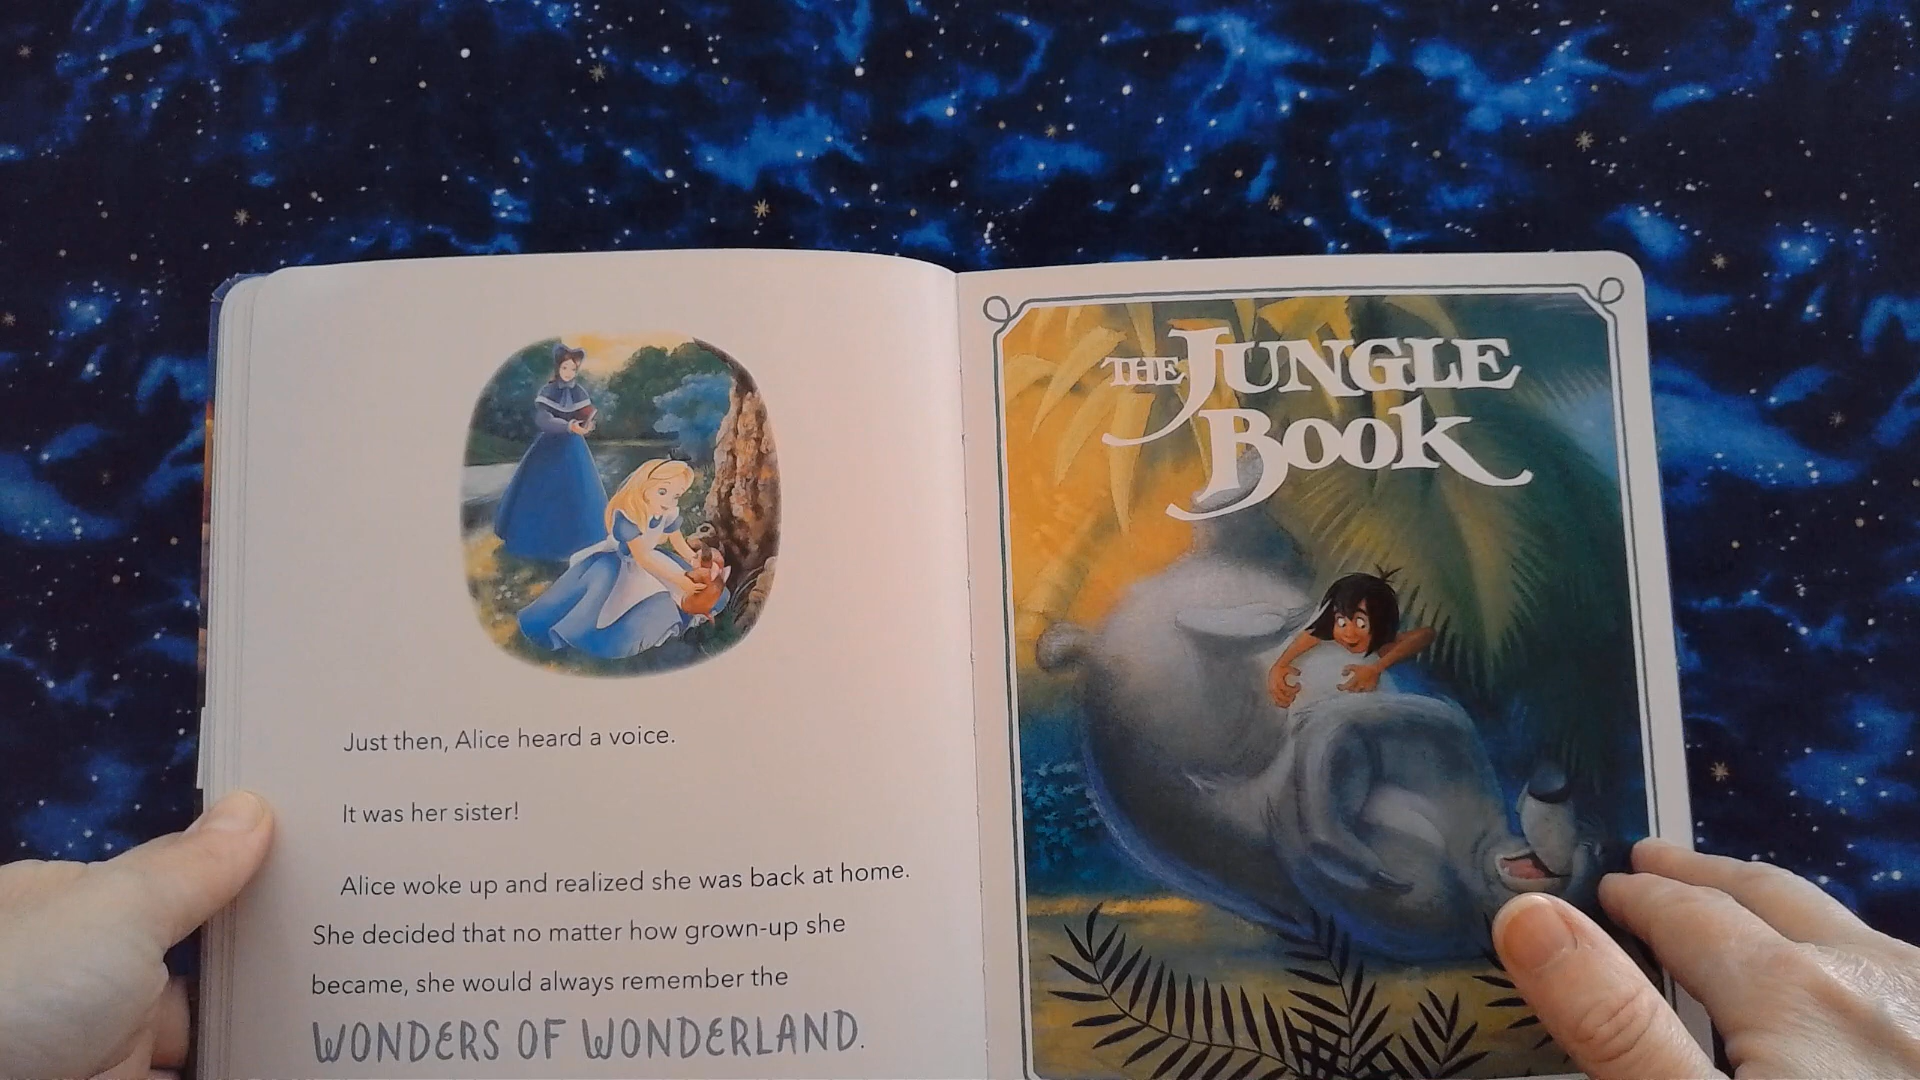 Just then, Alice heard a voice.
It was her sister!
Alice woke up and realized she was back at home.
She decided that no matter how grown-up she
became, she would always remember the
WONDERS OF WONDERLAND.
THE JUNGLE
BOOK